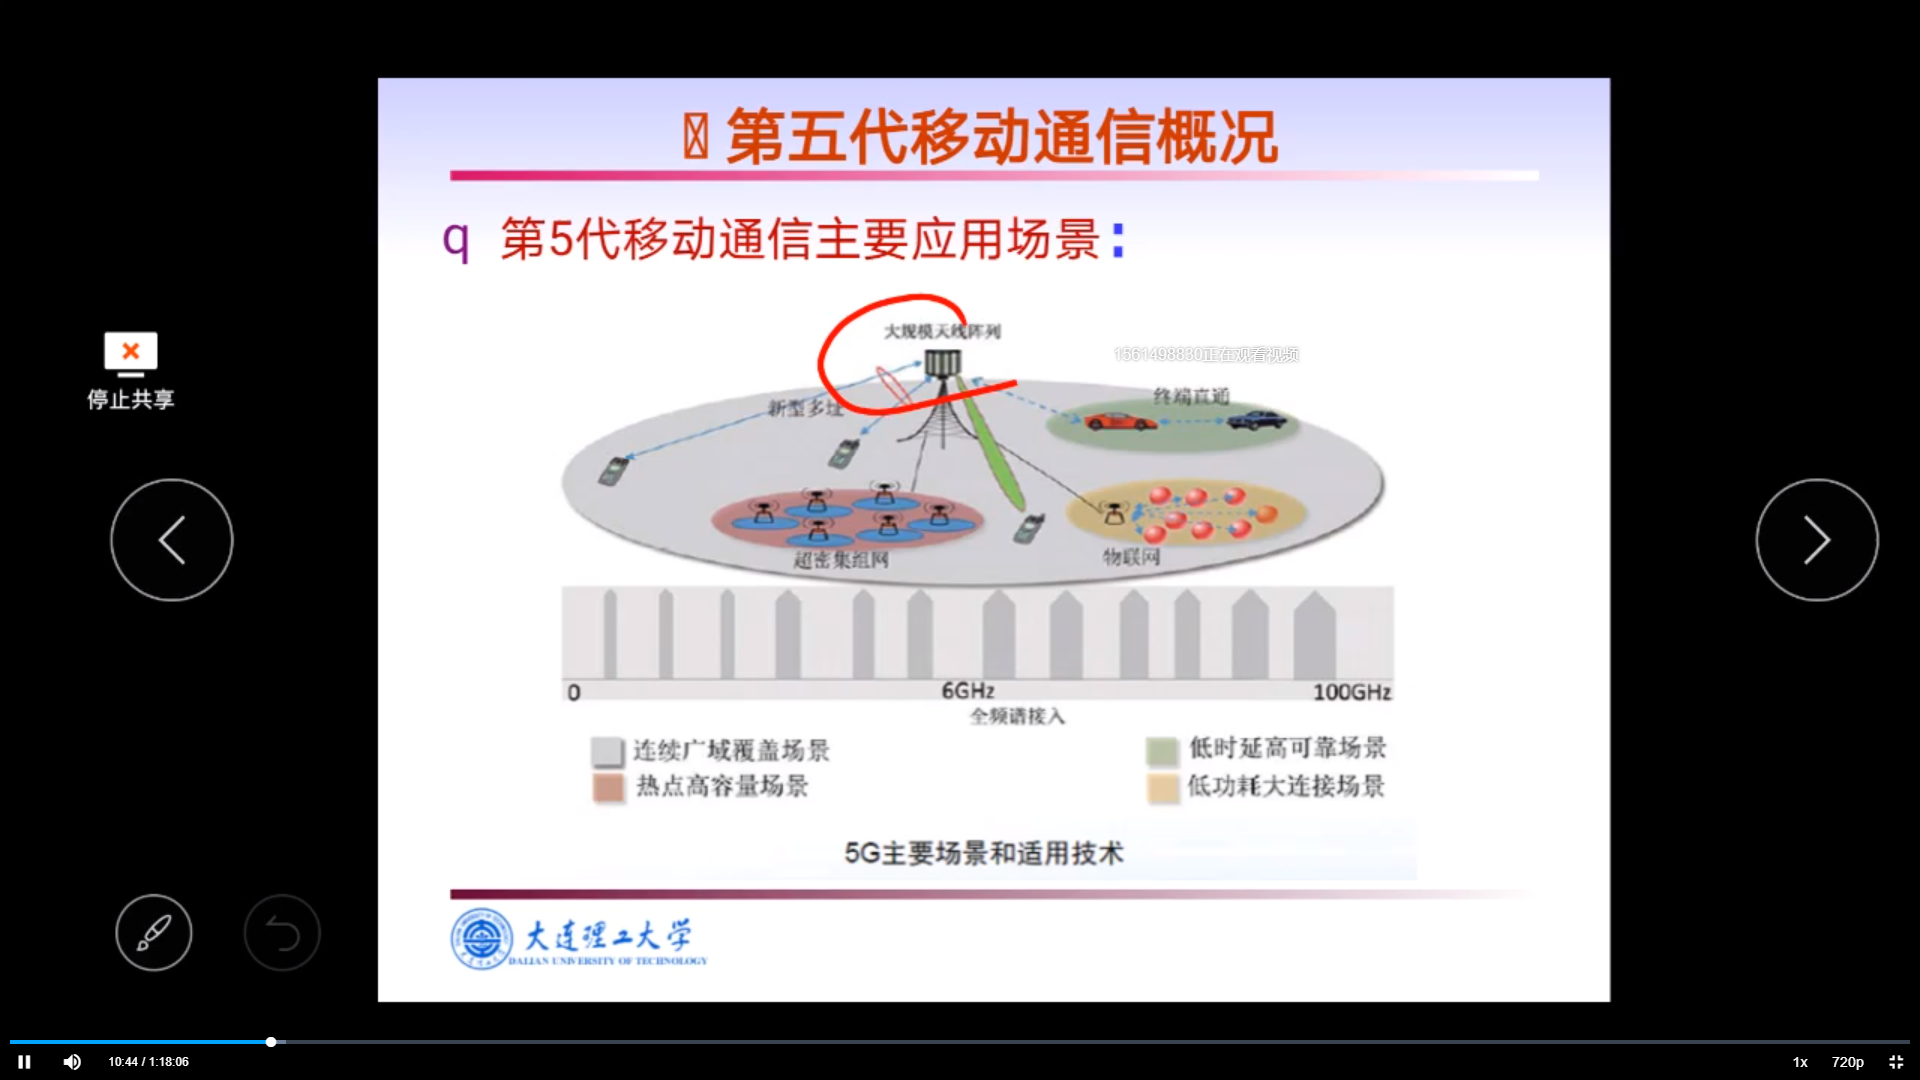 第五代移动通信概况
q 第5代移动通信主要应用场景：
大规模天线阵列
1561498830正在观看视频
终端直通
新型多址
停止共享
超密集组网
物联网
0 6GHz 100GHz
全频谱接入
连续广域覆盖场景 低时延高可靠场景
热点高容量场景 低功耗大连接场景
5G主要场景和适用技术
大连理工大学
DALIAN UNIVERSITY OF TECHNOLOGY
10:44 / 1:18:06 1x 720p